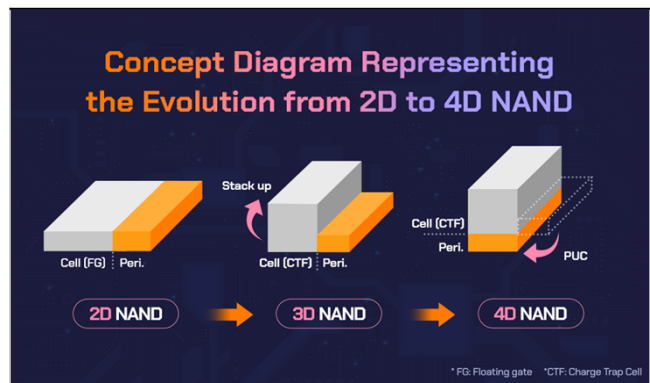 Concept Diagram Representing
the Evolution from 2D to 4D NAND
Stack up
Cell (FG) Peri.
Cell (CTF) Peri.
Cell (CTF)
Peri.
PUC
2D NAND
3D NAND
4D NAND
* FG: Floating gate *CTF: Charge Trap Cell